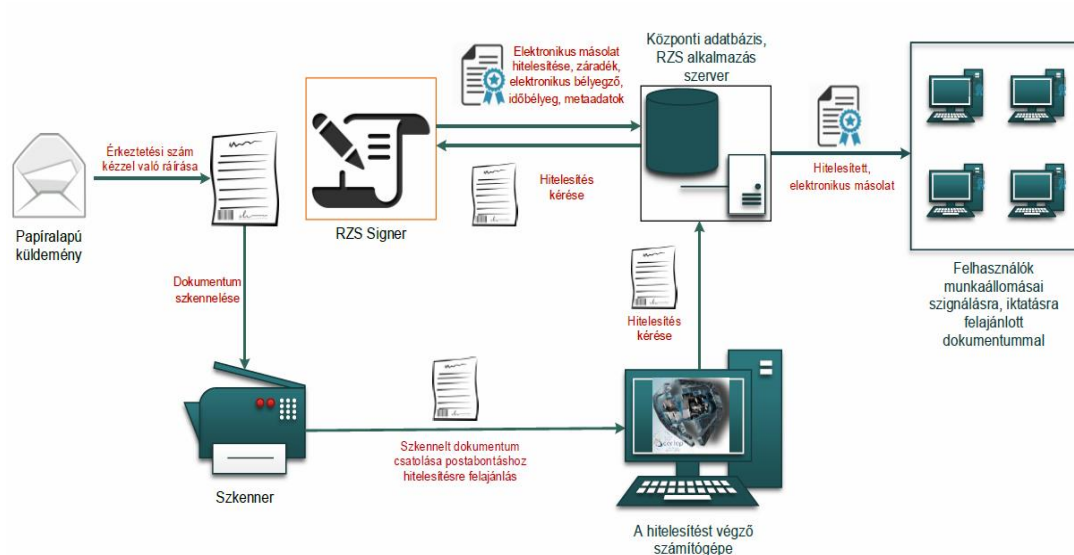 Elektronikus másolat
hitelesítése, záradék,
elektronikus bélyegző,
időbélyeg, metaadatok
Központi adatbázis,
RZS alkalmazás
szerver
Érkeztetési szám
kézzel való ráírása
Hitelesítés
kérése
Hitelesített,
elektronikus másolat
Papíralapú
küldemény
RZS Signer
Dokumentum
szkennelése
Hitelesítés
kérése
Felhasználók
munkaállomásai
szignálásra, iktatásra
felajánlott
dokumentummal
Szkennelt dokumentum
csatolása postabontáshoz
hitelesítésre felajánlás
Szkenner
A hitelesítést végző
számítógépe